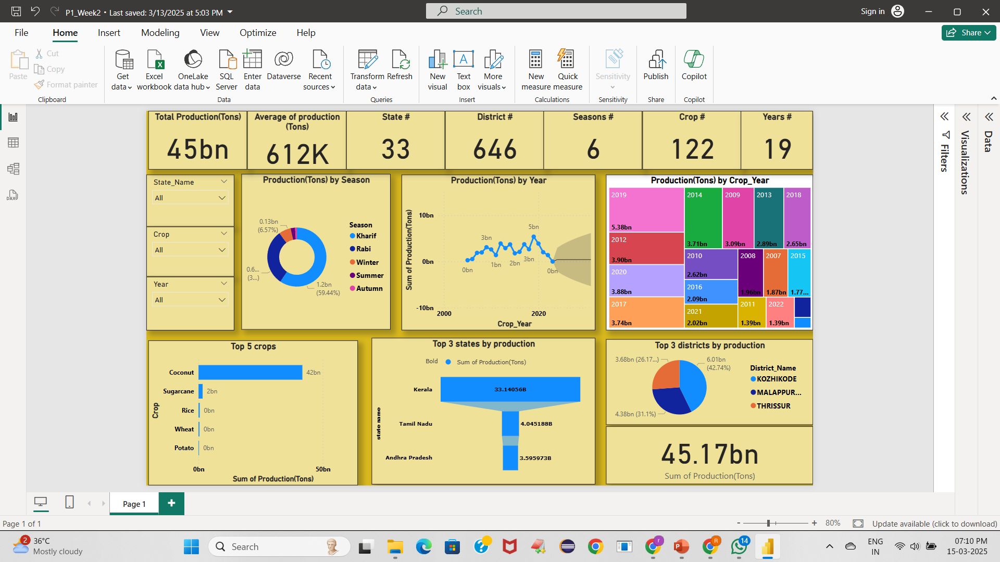 P1_Week2 • Last saved: 3/13/2025 at 5:03 PM
Search
Sign in
File
Home
Insert
Modeling
View
Optimize
Help
Share
Paste
Cut
Copy
Format painter
Clipboard
Get data
Excel workbook
OneLake data hub
SQL Server
Enter data
Dataverse
Recent sources
Data
Transform data
Refresh
Queries
New visual
Text box
More visuals
Insert
New measure
Quick measure
Calculations
Sensitivity
Sensitivity
Publish
Share
Copilot
Copilot
Total Production(Tons)
45bn
Average of production
(Tons)
612K
State #
33
District #
646
Seasons #
6
Crop #
122
Years #
19
Filters
Visualizations
Data
State_Name
All
Crop
All
Year
All
Production(Tons) by Season
0.13bn
(6.57%)
0.6...
(3...)
1.2bn
(59.44%)
Season
Kharif
Rabi
Winter
Summer
Autumn
Production(Tons) by Year
Sum of Production(Tons)
10bn
0bn
-10bn
0bn
3bn
1bn
2bn
3bn
5bn
0bn
2000
2020
Crop_Year
Production(Tons) by Crop_Year
2019
5.38bn
2012
3.90bn
2020
3.88bn
2017
3.74bn
2014
3.71bn
2009
3.09bn
2013
2.89bn
2018
2.65bn
2010
2.62bn
2016
2.09bn
2021
2.02bn
2008
1.96bn
2007
1.87bn
2015
1.77...
2011
1.39bn
2022
1.39bn
Top 5 crops
Crop
Coconut
42bn
Sugarcane
2bn
Rice
0bn
Wheat
0bn
Potato
0bn
0bn
50bn
Sum of Production(Tons)
Top 3 states by production
Bold
Sum of Production(Tons)
state name
Kerala
33.14056B
Tamil Nadu
4.045188B
Andhra Pradesh
3.595973B
Top 3 districts by production
3.68bn (26.17...)
6.01bn
(42.74%)
4.38bn (31.1%)
District_Name
KOZHIKODE
MALAPPUR...
THRISSUR
45.17bn
Sum of Production(Tons)
Page 1
+
Page 1 of 1
- + 80%
Update available (click to download)
2
36°C
Mostly cloudy
Search
14
ENG
IN
07:10 PM
15-03-2025